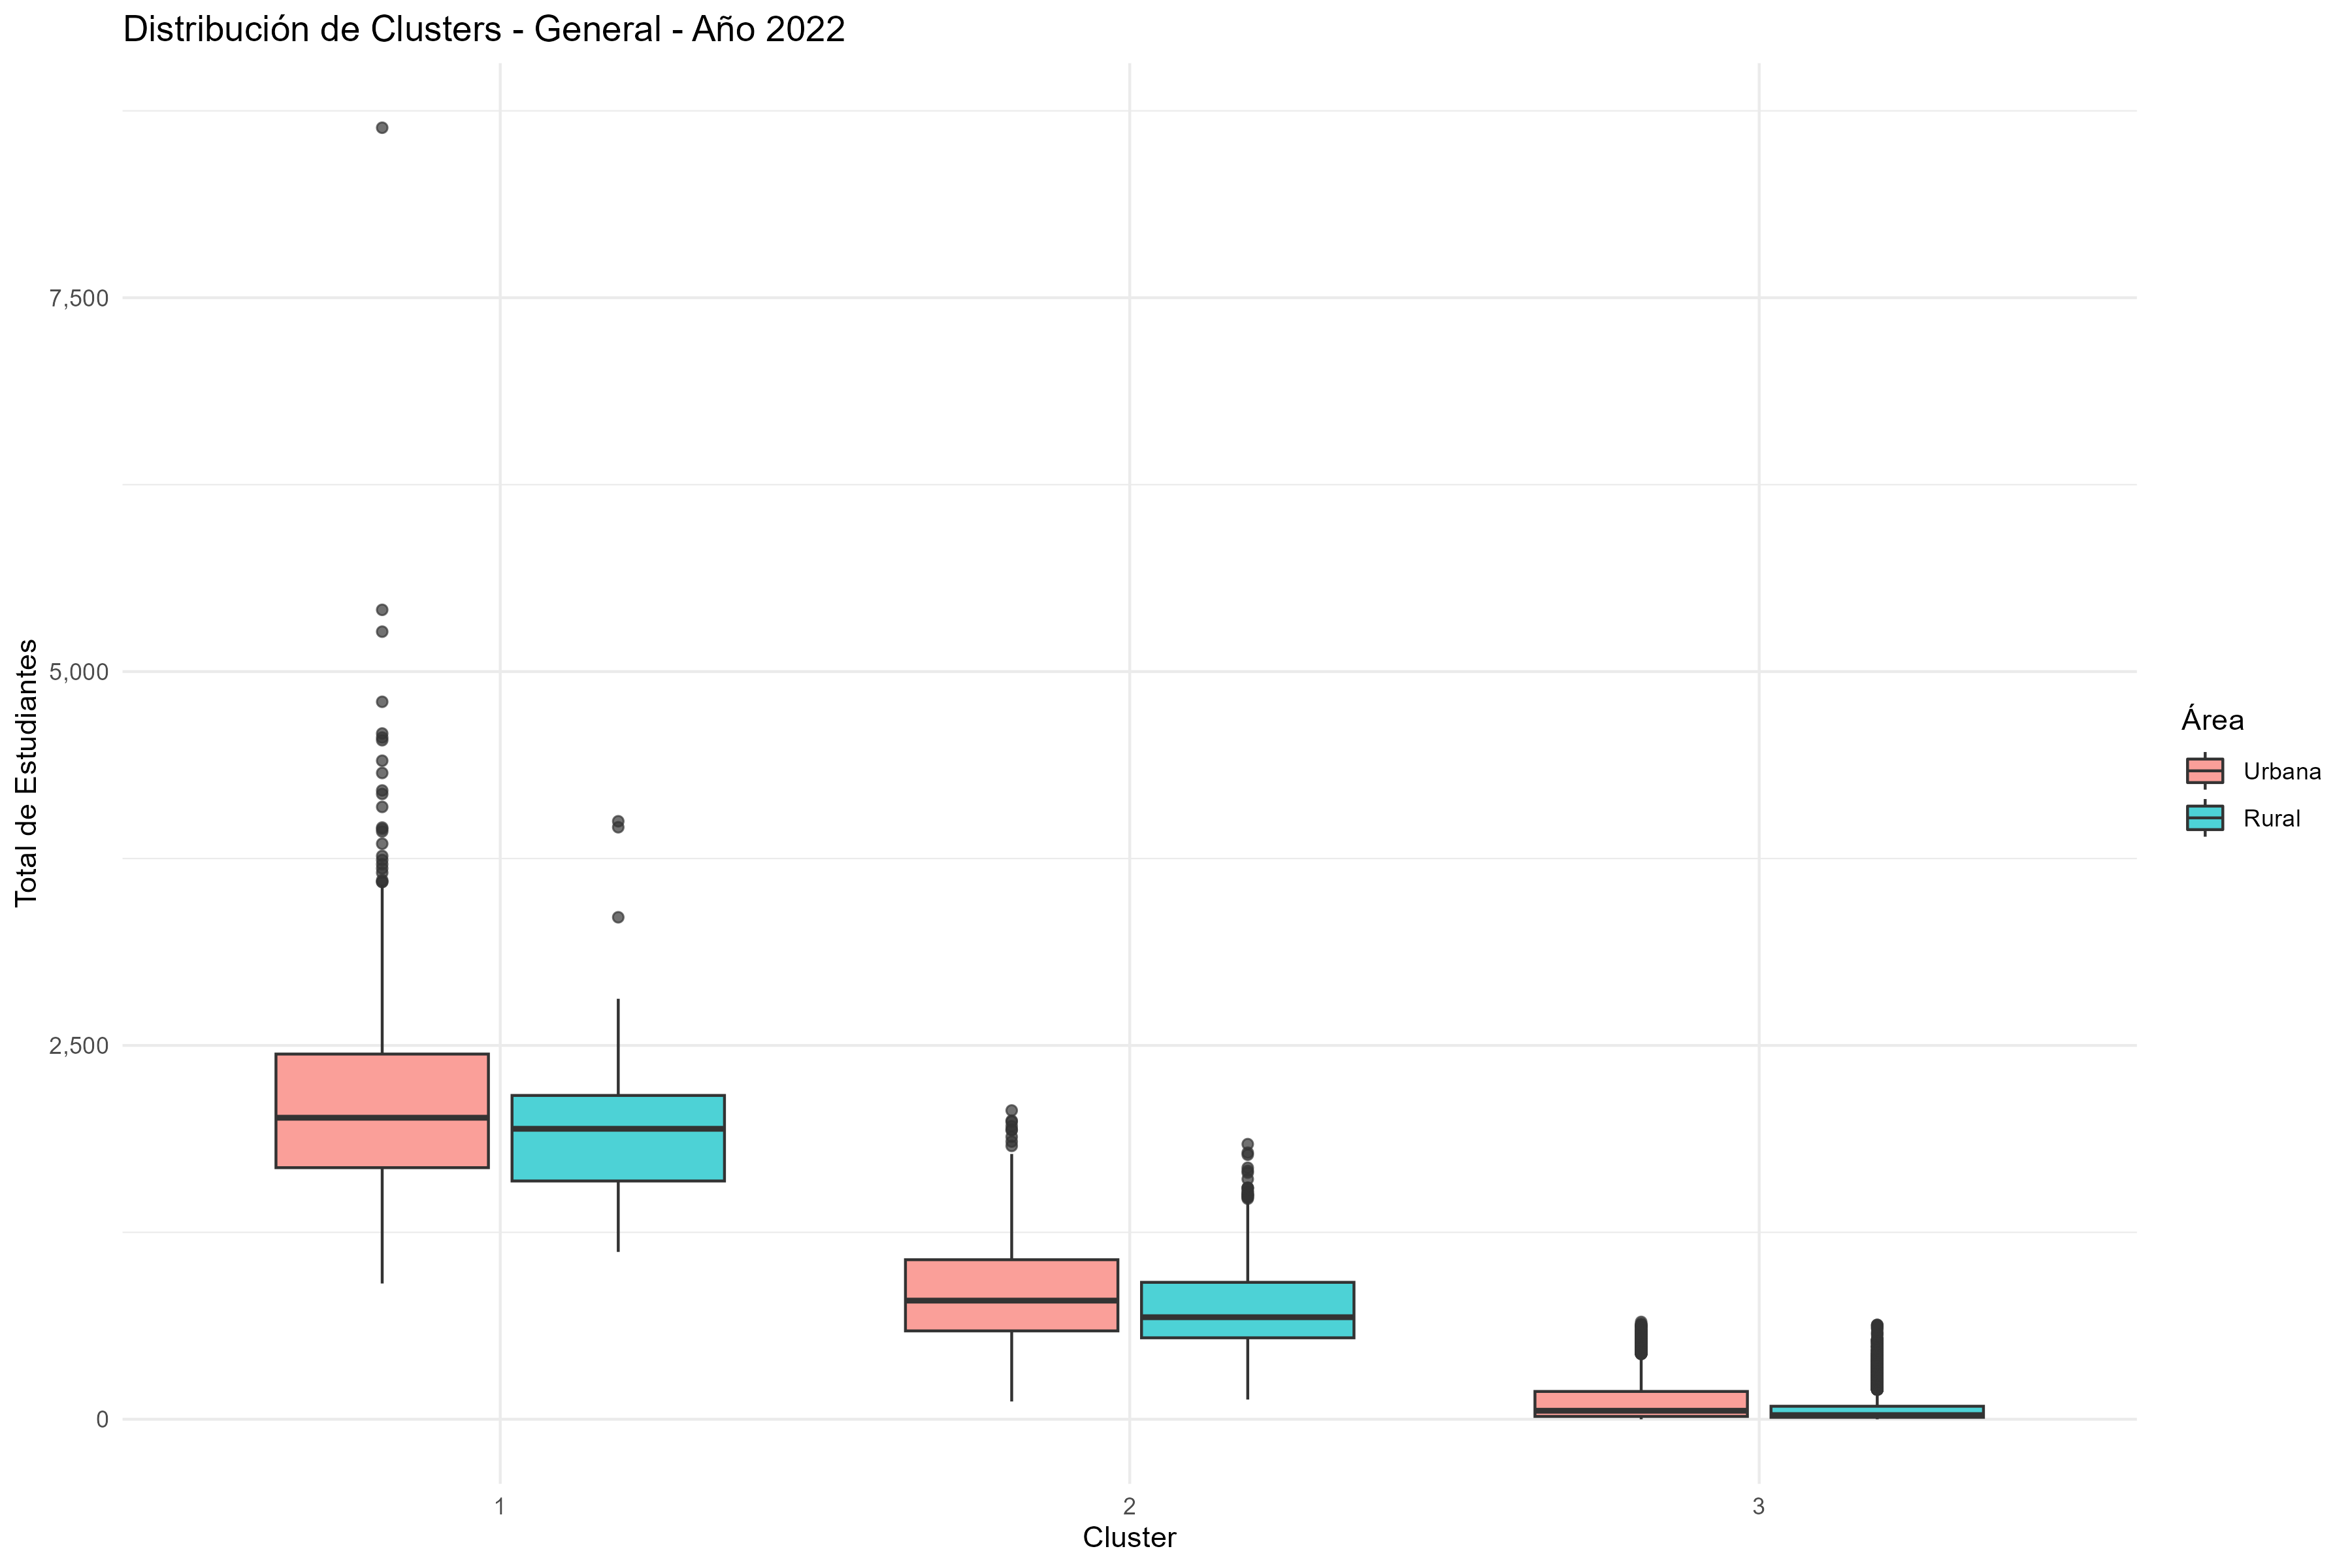 Distribución de Clusters - General - Año 2022
Total de Estudiantes
7,500
5,000
2,500
0
1
2
3
Cluster
Área
Urbana
Rural